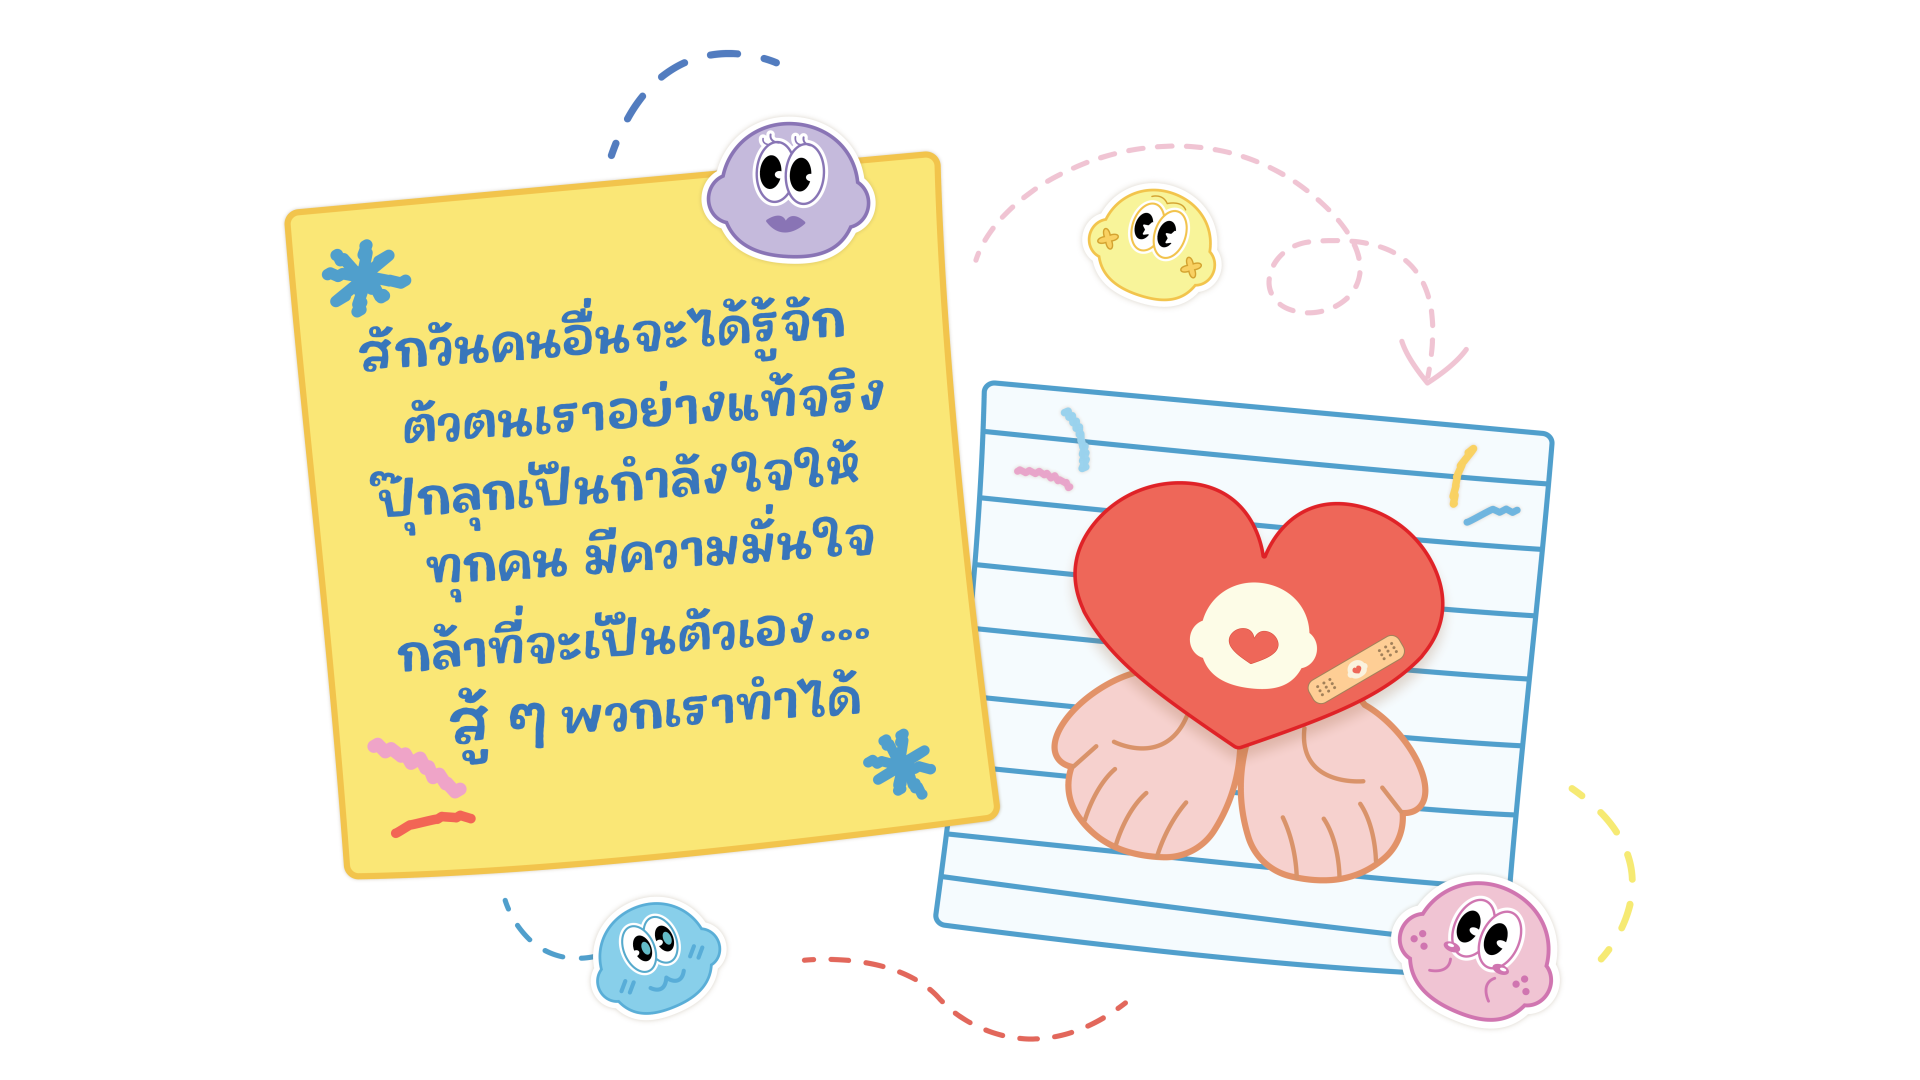 สักวันคนอื่นจะได้รู้จัก
ตัวตนเราอย่างแท้จริง
ปุ๊กลุกเป็นกำลังใจให้
ทุกคน มีความมั่นใจ
กล้าที่จะเป็นตัวเอง...
สู้ ๆ พวกเราทำได้